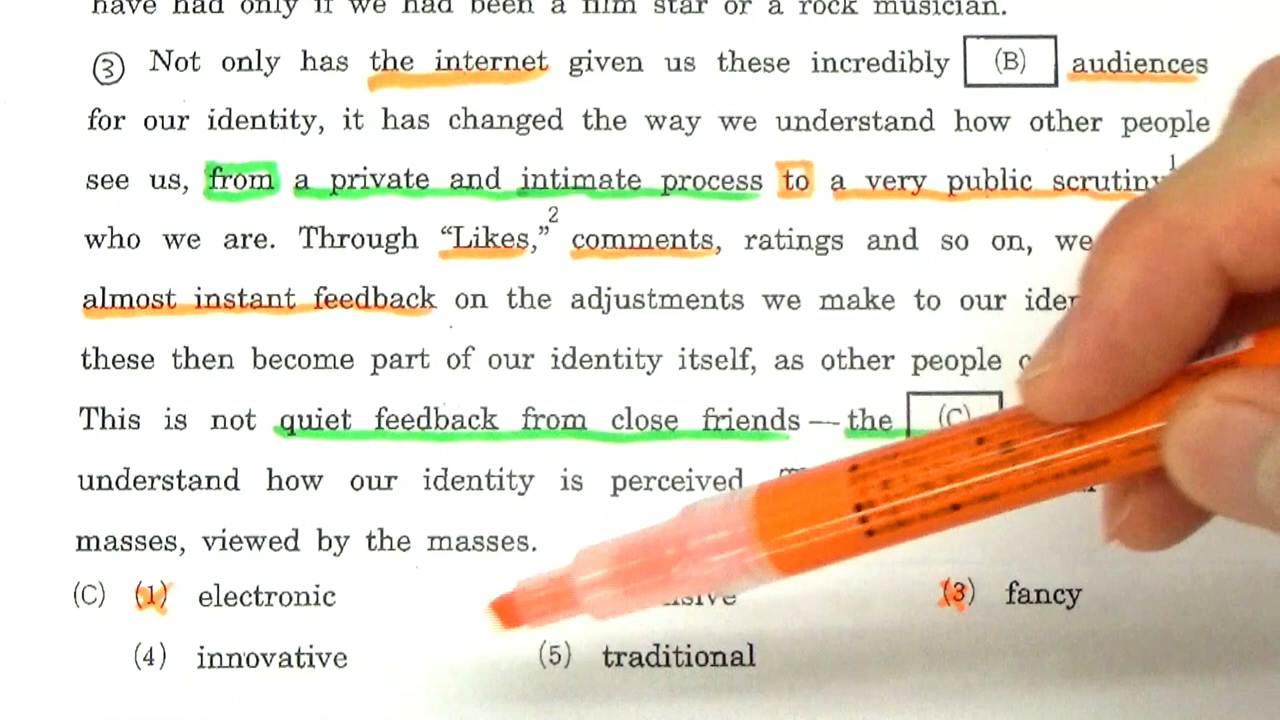 have had only if we had been a film star or a rock musician.
③ Not only has the internet given us these incredibly (B) audiences
for our identity, it has changed the way we understand how other people
see us, from a private and intimate process to a very public scrutiny1
who we are. Through “Likes,”2 comments, ratings and so on, we
almost instant feedback on the adjustments we make to our
these then become part of our identity itself, as other people
This is not quiet feedback from close friends — the (C)
understand how our identity is perceived
masses, viewed by the masses.
(C) (1) electronic (3) fancy
(4) innovative (5) traditional